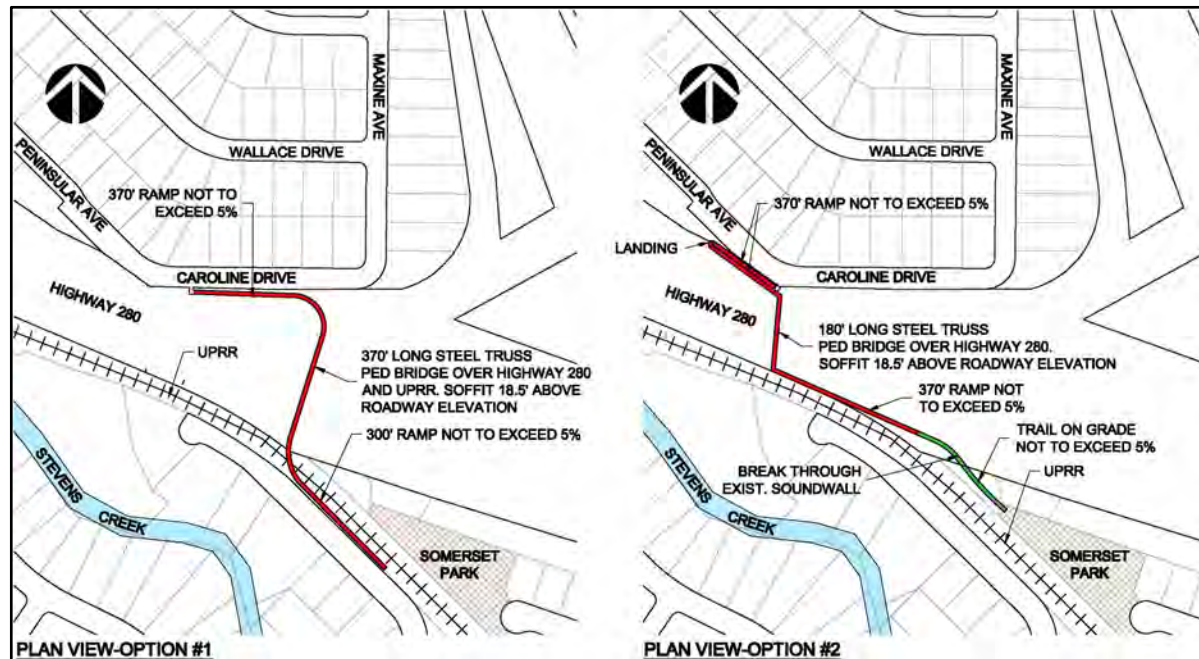 MAXINE AVE
WALLACE DRIVE
PENINSULAR AVE
370' RAMP NOT TO
EXCEED 5%
CAROLINE DRIVE
HIGHWAY 280
UPRR
370' LONG STEEL TRUSS
PED BRIDGE OVER HIGHWAY 280
AND UPRR. SOFFIT 18.5' ABOVE
ROADWAY ELEVATION
300' RAMP NOT TO EXCEED 5%
STEVENS
CREEK
SOMERSET
PARK
PLAN VIEW-OPTION #1
MAXINE AVE
WALLACE DRIVE
PENINSULAR AVE
370' RAMP NOT TO EXCEED 5%
LANDING
CAROLINE DRIVE
HIGHWAY 280
180' LONG STEEL TRUSS
PED BRIDGE OVER HIGHWAY 280.
SOFFIT 18.5' ABOVE ROADWAY ELEVATION
370' RAMP NOT
TO EXCEED 5%
TRAIL ON GRADE
NOT TO EXCEED 5%
BREAK THROUGH
EXIST. SOUNDWALL
UPRR
STEVENS
CREEK
SOMERSET
PARK
PLAN VIEW-OPTION #2